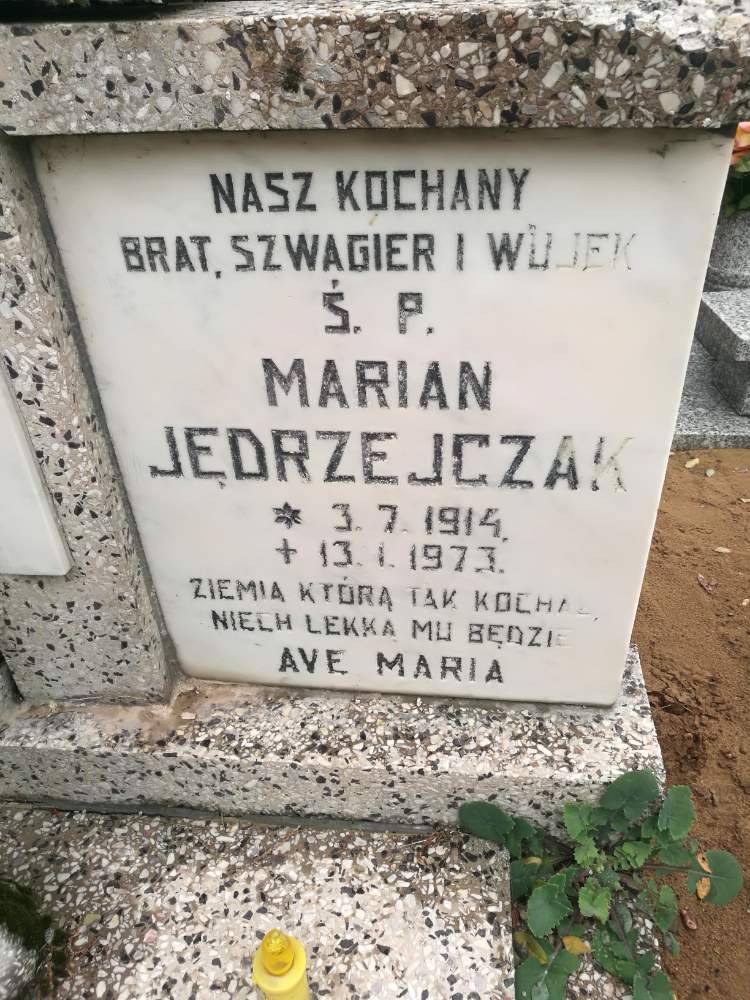 NASZ KOCHANY
BRAT, SZWAGIER I WUJEK
Ś. P.
MARIAN
JĘDRZEJCZAK
* 3. 7. 1914.
+ 13. 1. 1973.
ZIEMIA KTÓRĄ TAK KOCHAŁ,
NIECH LEKKA MU BĘDZIE
AVE MARIA